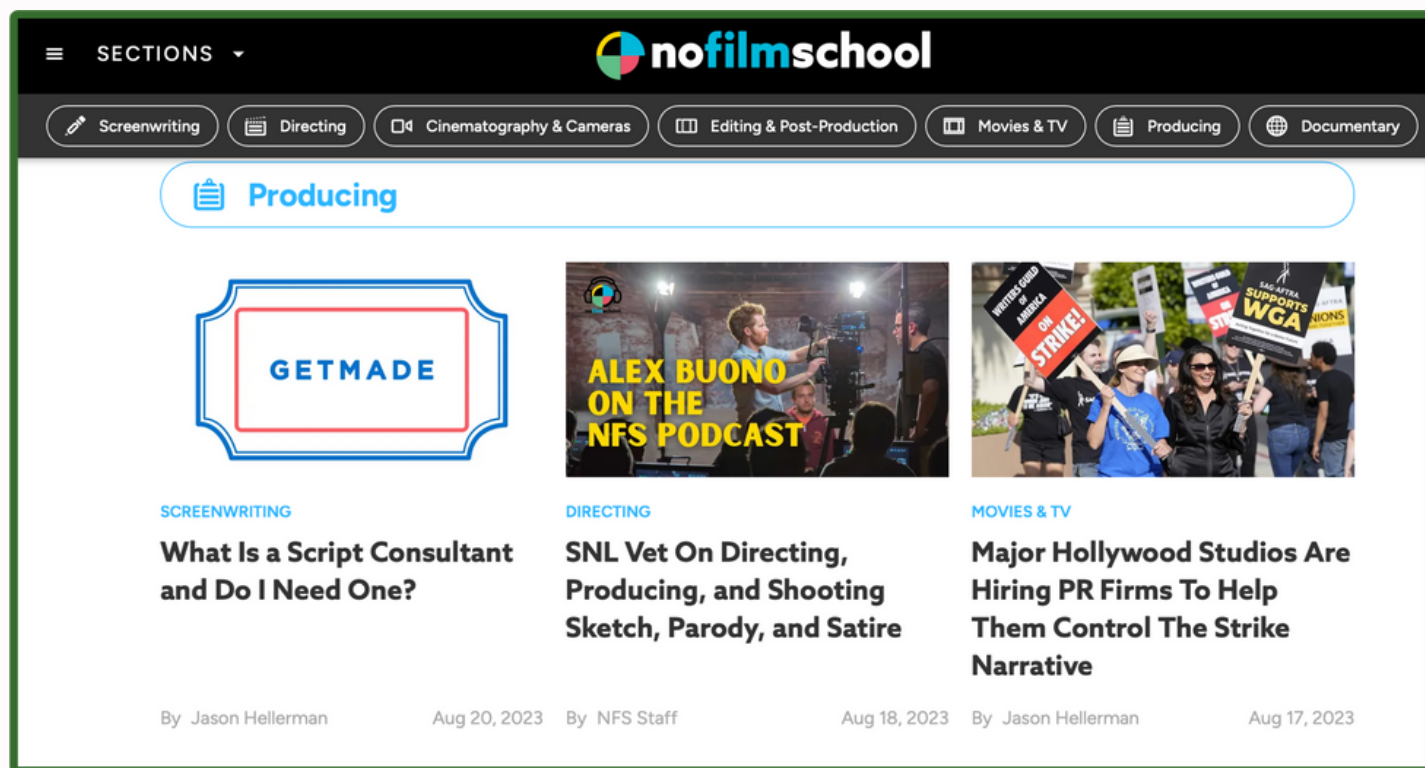 SECTIONS
nofilmschool
Screenwriting
Directing
Cinematography & Cameras
Editing & Post-Production
Movies & TV
Producing
Documentary
Producing
GETMADE
ALEX BUONO
ON THE
NFS PODCAST
WRITERS GUILD
OF AMERICA
ON
STRIKE!
SAG-AFTRA
SUPPORTS
WGA
SCREENWRITING
What Is a Script Consultant
and Do I Need One?
By Jason Hellerman
Aug 20, 2023
DIRECTING
SNL Vet On Directing,
Producing, and Shooting
Sketch, Parody, and Satire
By NFS Staff
Aug 18, 2023
MOVIES & TV
Major Hollywood Studios Are
Hiring PR Firms To Help
Them Control The Strike
Narrative
By Jason Hellerman
Aug 17, 2023